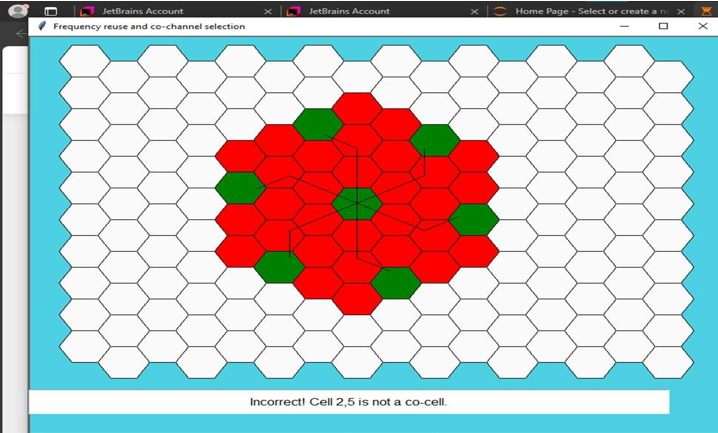 JetBrains Account
JetBrains Account
Home Page - Select or create a n
Frequency reuse and co-channel selection
Incorrect! Cell 2,5 is not a co-cell.